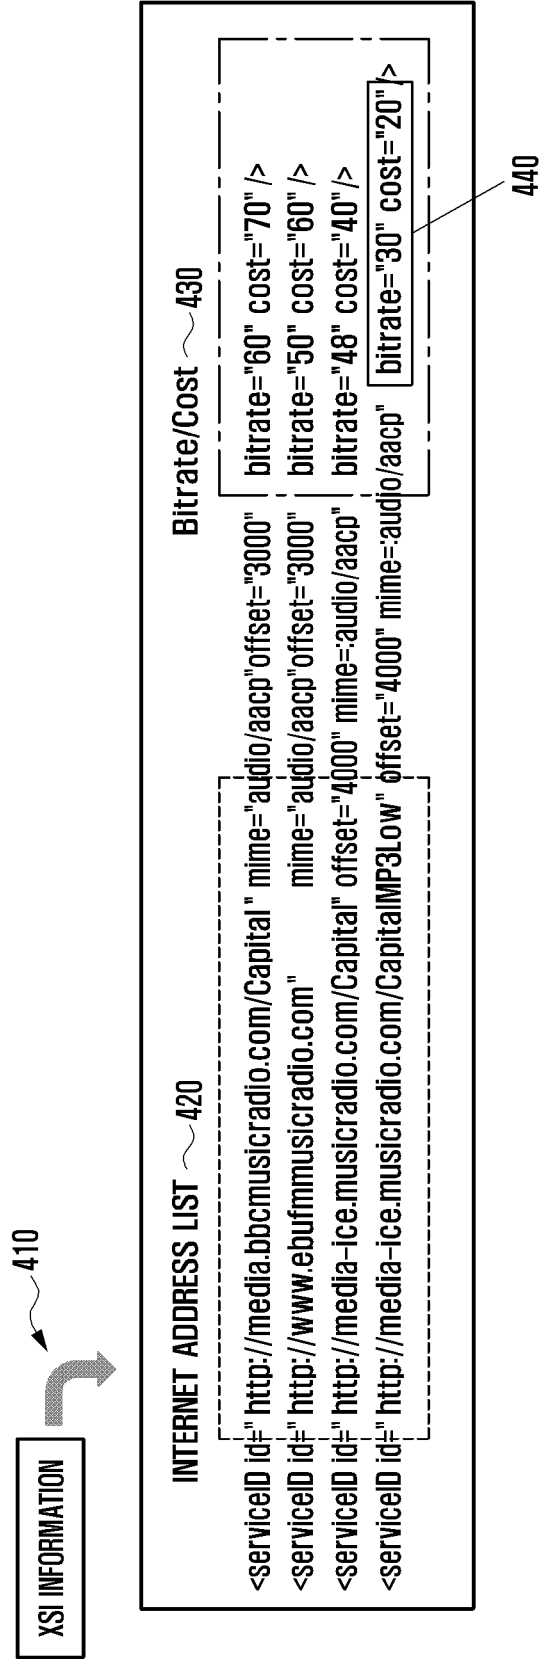 XSI INFORMATION
410
INTERNET ADDRESS LIST 420
Bitrate/Cost 430
<serviceID id=" http://media.bbcmusicradio.com/Capital " mime="audio/aacp"offset="3000" bitrate="60" cost="70" />
<serviceID id=" http://www.ebufmmusicradio.com" mime="audio/aacp"offset="3000" bitrate="50" cost="60" />
<serviceID id=" http://media-ice.musicradio.com/Capital" offset="4000" mime=:audio/aacp" bitrate="48" cost="40"/>
<serviceID id=" http://media-ice.musicradio.com/CapitalMP3Low" offset="4000" mime=:audio/aacp" bitrate="30" cost="20"/>
440